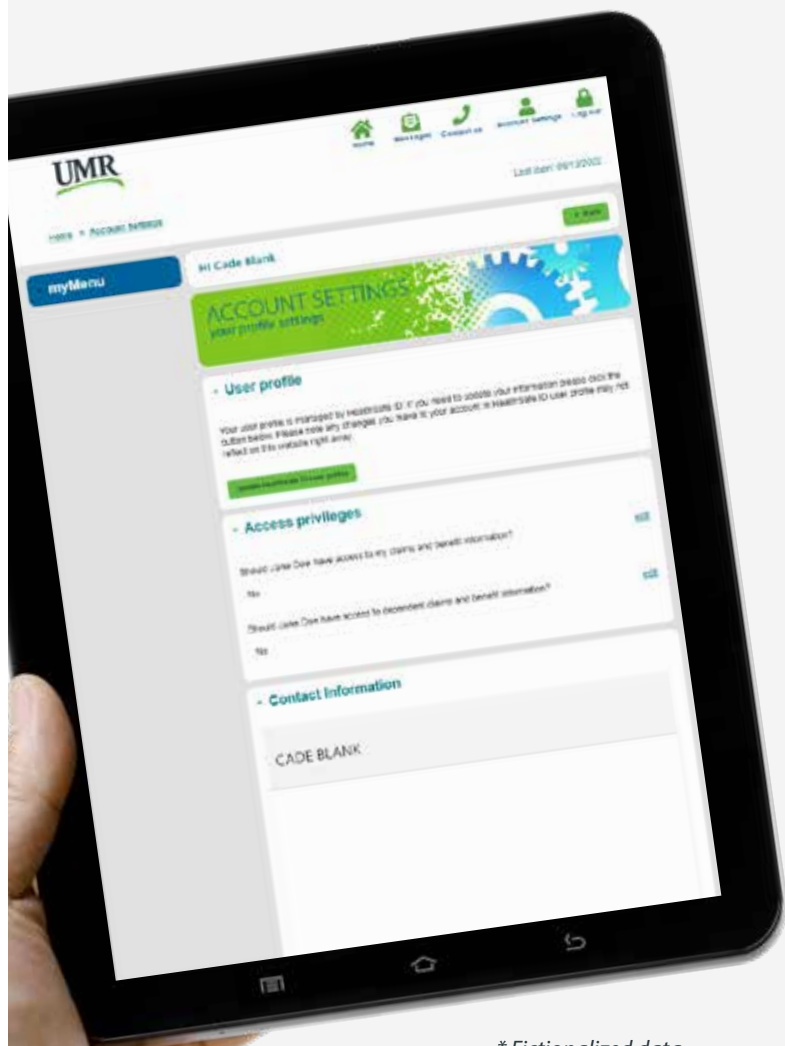 UMR
Home Messages Contact us Account Settings Log out
Last login: 09/13/2022
Home > Account Settings
Hi Cade Blank
myMenu
ACCOUNT SETTINGS
your profile settings
- User profile
Your user profile is managed by HealthSafe ID. If you need to update your information please click the
button below. Please note any changes you make to your account in HealthSafe ID user profile may not
reflect on this website right away.
- Access privileges
Should Jane Doe have access to my claims and benefit information?
edit
No
Should Jane Doe have access to dependent claims and benefit information?
edit
No
- Contact Information
CADE BLANK
* Fictionalized data